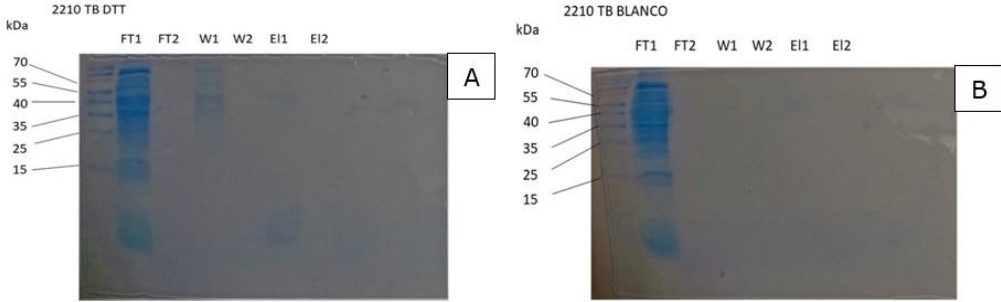 2210 TB DTT
kDa
FT1 FT2 W1 W2 El1 El2
70
55
40
35
25
15
A
2210 TB BLANCO
kDa
FT1 FT2 W1 W2 El1 El2
70
55
40
35
25
15
B